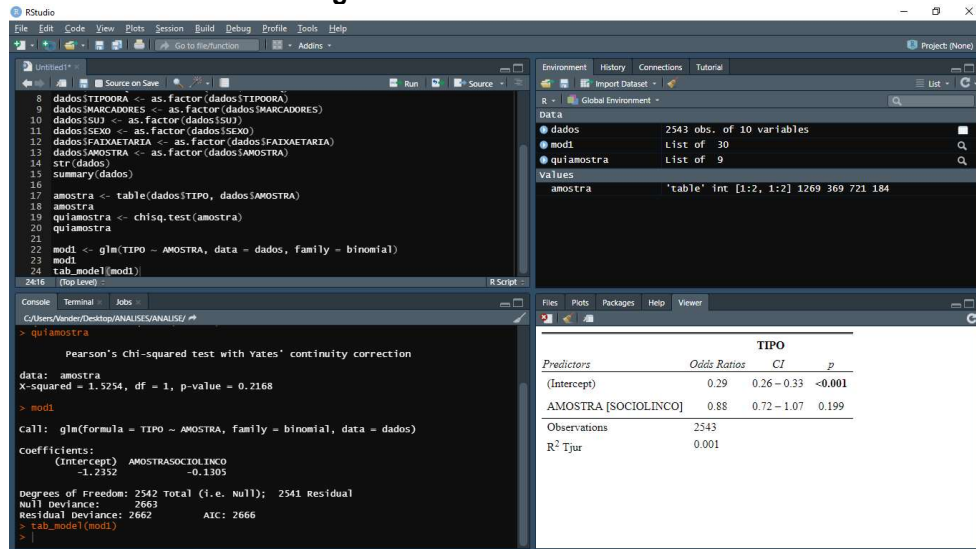 RStudio
File Edit Code View Plots Session Build Debug Profile Tools Help
Go to file/function Addins
Project: (None)
Untitled1*
Source on Save Run Source
8 dados$TIPOORA <- as.factor(dados$TIPOORA)
9 dados$MARCADORES <- as.factor(dados$MARCADORES)
10 dados$SUJ <- as.factor(dados$SUJ)
11 dados$SEXO <- as.factor(dados$SEXO)
12 dados$FAIXAETARIA <- as.factor(dados$FAIXAETARIA)
13 dados$AMOSTRA <- as.factor(dados$AMOSTRA)
14 str(dados)
15 summary(dados)
16
17 amostra <- table(dados$TIPO, dados$AMOSTRA)
18 amostra
19 quiamostra <- chisq.test(amostra)
20 quiamostra
21
22 mod1 <- glm(TIPO ~ AMOSTRA, data = dados, family = binomial)
23 mod1
24 tab_model(mod1)
24:16 (Top Level) R Script
Console Terminal Jobs
C:/Users/Vander/Desktop/ANALISES/ANALISE/
> quiamostra
Pearson's Chi-squared test with Yates' continuity correction
data: amostra
X-squared = 1.5254, df = 1, p-value = 0.2168
> mod1
Call: glm(formula = TIPO ~ AMOSTRA, family = binomial, data = dados)
Coefficients:
(Intercept) AMOSTRASOCIOLINCO
-1.2352 -0.1305
Degrees of Freedom: 2542 Total (i.e. Null); 2541 Residual
Null Deviance: 2663
Residual Deviance: 2662 AIC: 2666
> tab_model(mod1)
>
Environment History Connections Tutorial
Import Dataset List
R Global Environment
Data
dados 2543 obs. of 10 variables
mod1 List of 30
quiamostra List of 9
Values
amostra 'table' int [1:2, 1:2] 1269 369 721 184
Files Plots Packages Help Viewer
TIPO
Predictors Odds Ratios CI p
(Intercept) 0.29 0.26 – 0.33 <0.001
AMOSTRA [SOCIOLINCO] 0.88 0.72 – 1.07 0.199
Observations 2543
R² Tjur 0.001